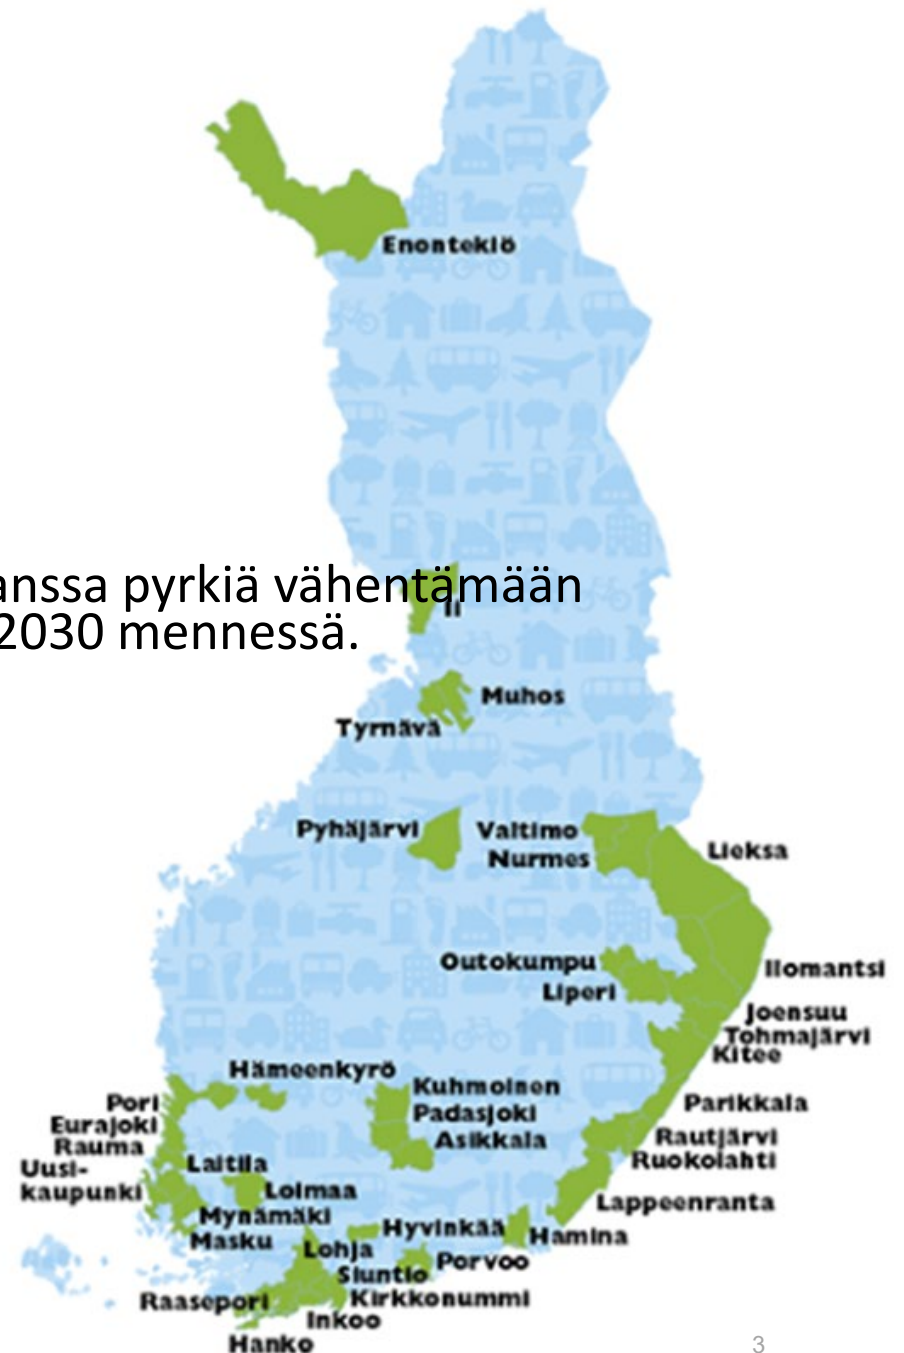 Enontekiö
anssa pyrkiä vähentämään
Ii
2030 mennessä.
Muhos
Tyrnävä
Pyhäjärvi
Valtimo
Nurmes
Lieksa
Outokumpu
Liperi
Ilomantsi
Joensuu
Tohmajärvi
Kitee
Hämeenkyrö
Kuhmoinen
Padasjoki
Asikkala
Pori
Eurajoki
Rauma
Uusi-
kaupunki
Laitila
Loimaa
Mynämäki
Masku
Parikkala
Rautjärvi
Ruokolahti
Lappeenranta
Hamina
Hyvinkää
Lohja
Porvoo
Siuntio
Kirkkonummi
Raasepori
Inkoo
Hanko
3